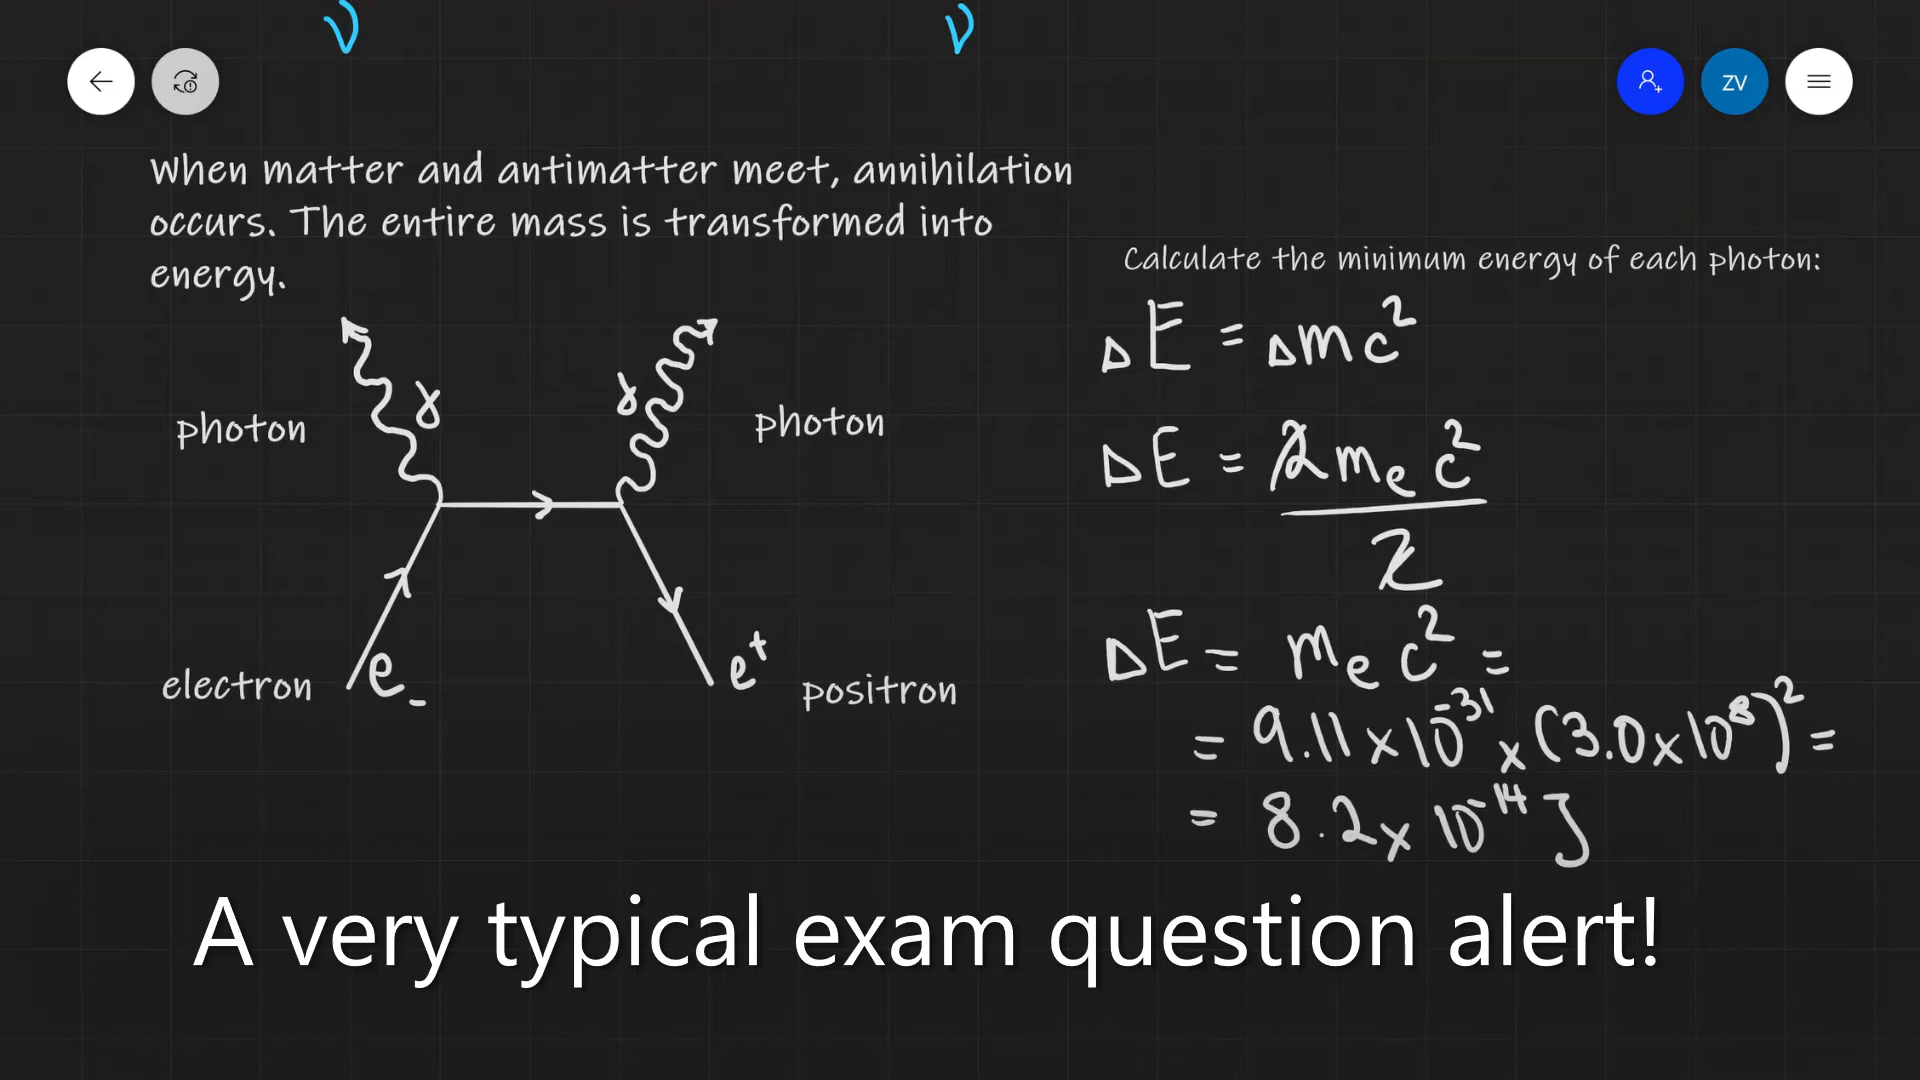 ν ν
ZV
When matter and antimatter meet, annihilation
occurs. The entire mass is transformed into
energy.
Calculate the minimum energy of each photon:
ΔE = Δmc²
photon γ γ photon
ΔE = 2mₑc²
2
ΔE = mₑc² =
electron e₋ e⁺ positron
= 9.11 x 10⁻³¹ x (3.0 x 10⁸)² =
= 8.2 x 10⁻¹⁴ J
A very typical exam question alert!